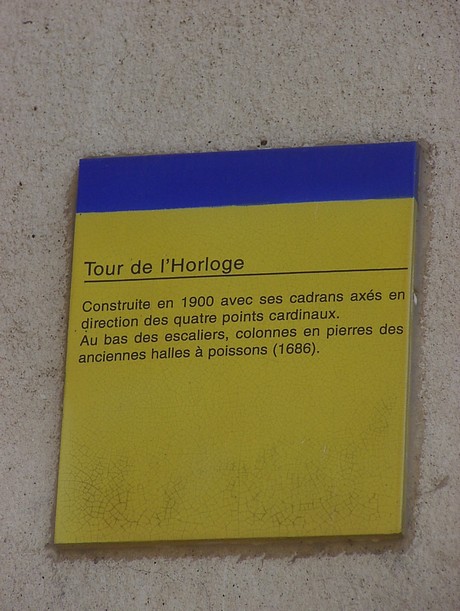 Tour de l'Horloge
Construite en 1900 avec ses cadrans axés en
direction des quatre points cardinaux.
Au bas des escaliers, colonnes en pierres des
anciennes halles à poissons (1686).